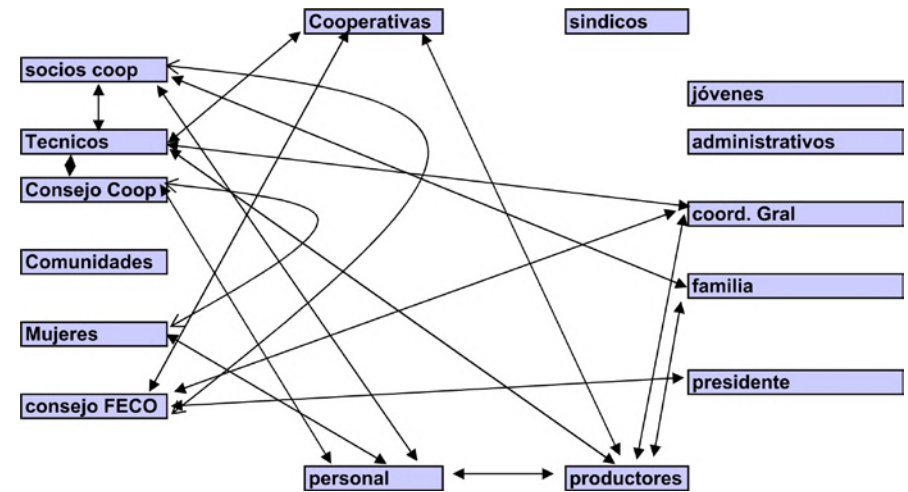 Cooperativas
sindicos
socios coop
jóvenes
Tecnicos
administrativos
Consejo Coop
coord. Gral
Comunidades
familia
Mujeres
presidente
consejo FECO
personal
productores